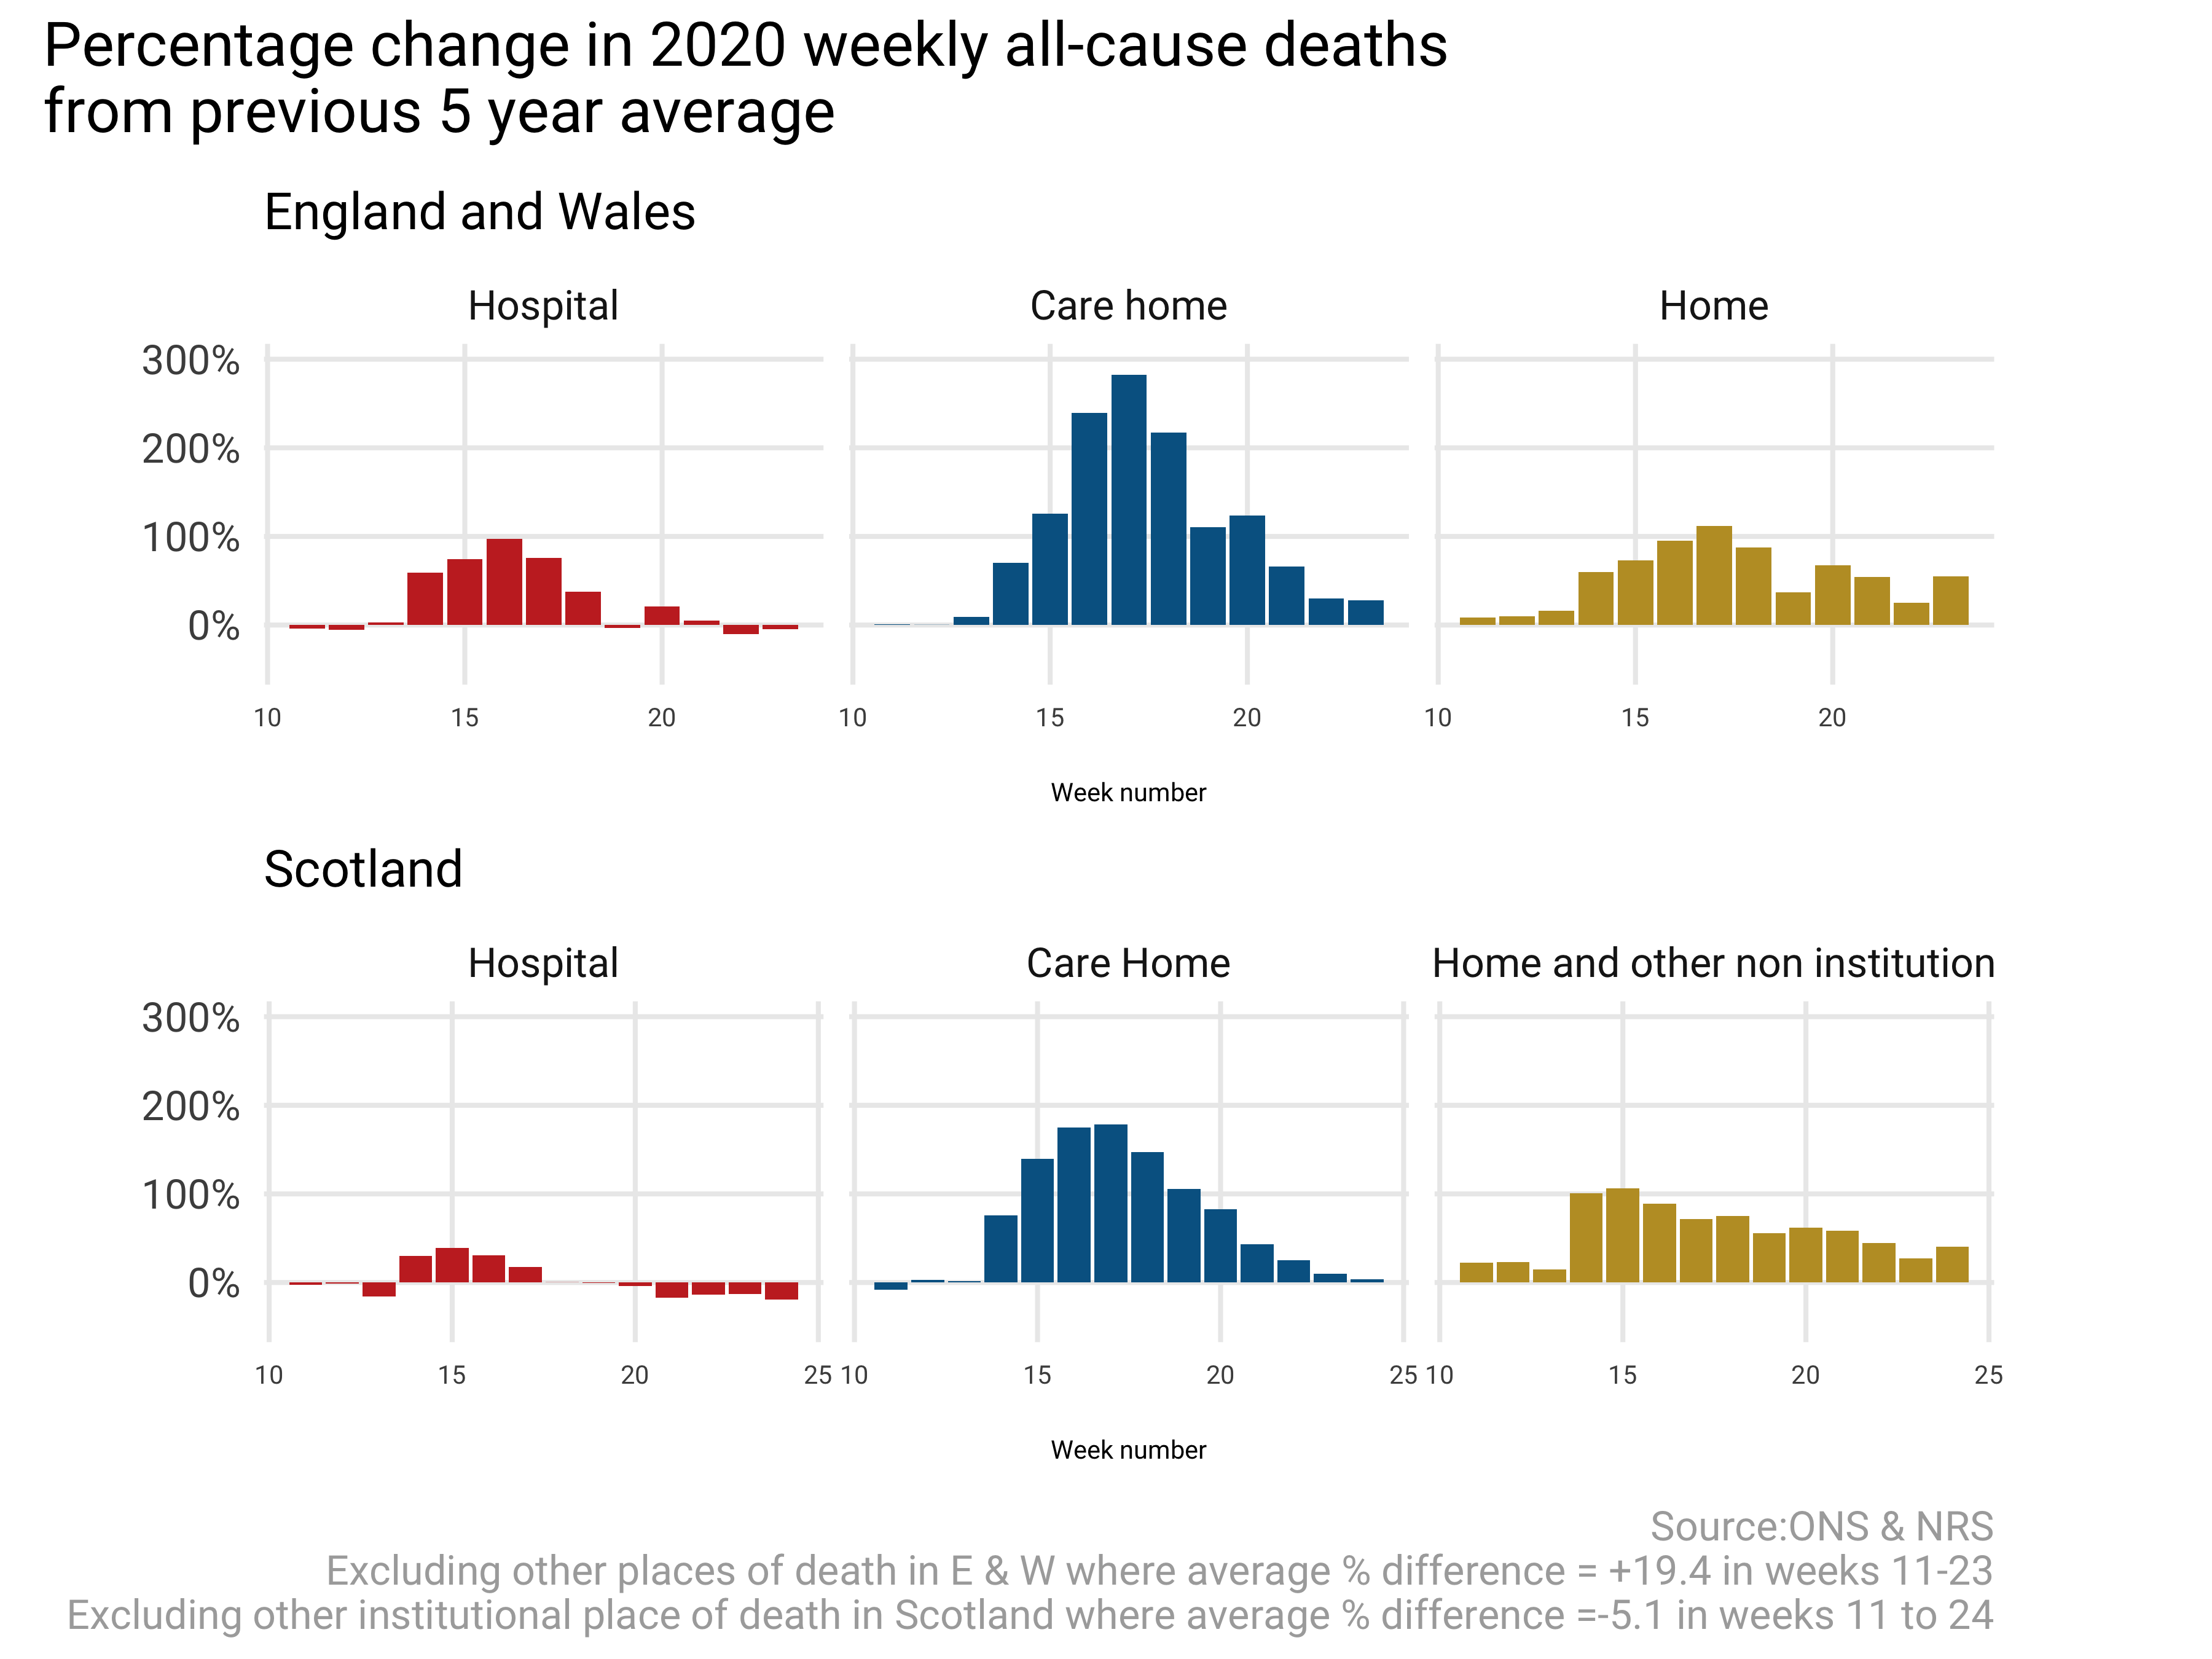 Percentage change in 2020 weekly all-cause deaths
from previous 5 year average
England and Wales
Hospital Care home Home
300%
200%
100%
0%
10 15 20 10 15 20 10 15 20
Week number
Scotland
Hospital Care Home Home and other non institution
300%
200%
100%
0%
10 15 20 25 10 15 20 25 10 15 20 25
Week number
Source:ONS & NRS
Excluding other places of death in E & W where average % difference = +19.4 in weeks 11-23
Excluding other institutional place of death in Scotland where average % difference =-5.1 in weeks 11 to 24